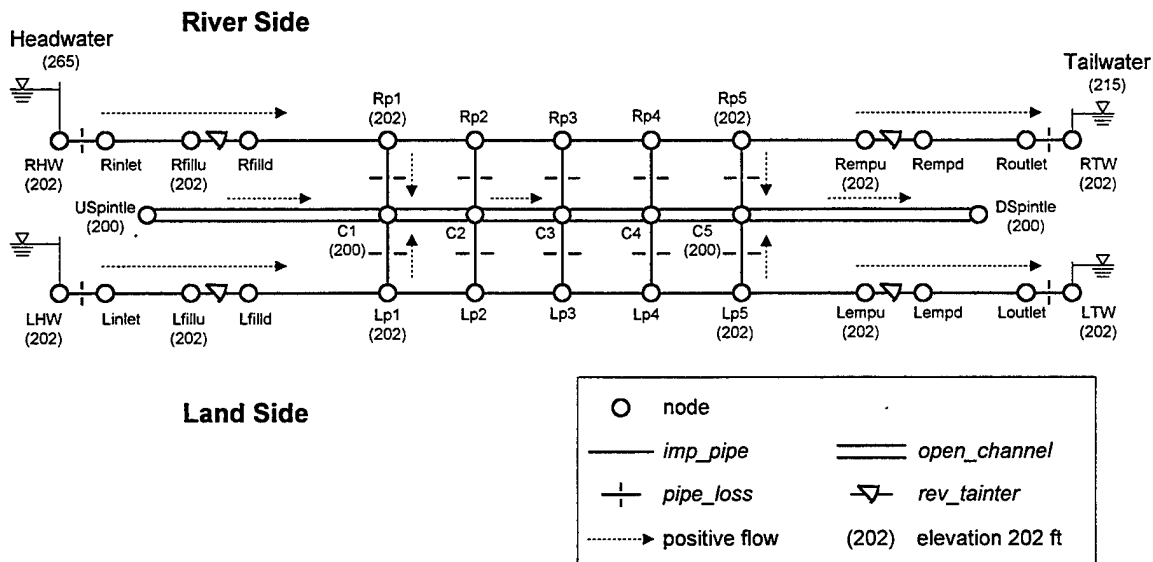 River Side
Headwater
(265)
Tailwater
(215)
Rp1
(202)
Rp2
Rp3
Rp4
Rp5
(202)
RHW
(202)
Rinlet
Rfillu
(202)
Rfilld
Rempu
(202)
Rempd
Routlet
RTW
(202)
USpintle
(200)
C1
(200)
C2
C3
C4
C5
(200)
DSpintle
(200)
LHW
(202)
Linlet
Lfillu
(202)
Lfilld
Lp1
(202)
Lp2
Lp3
Lp4
Lp5
(202)
Lempu
(202)
Lempd
Loutlet
LTW
(202)
Land Side
node
imp_pipe
open_channel
pipe_loss
rev_tainter
positive flow
(202) elevation 202 ft